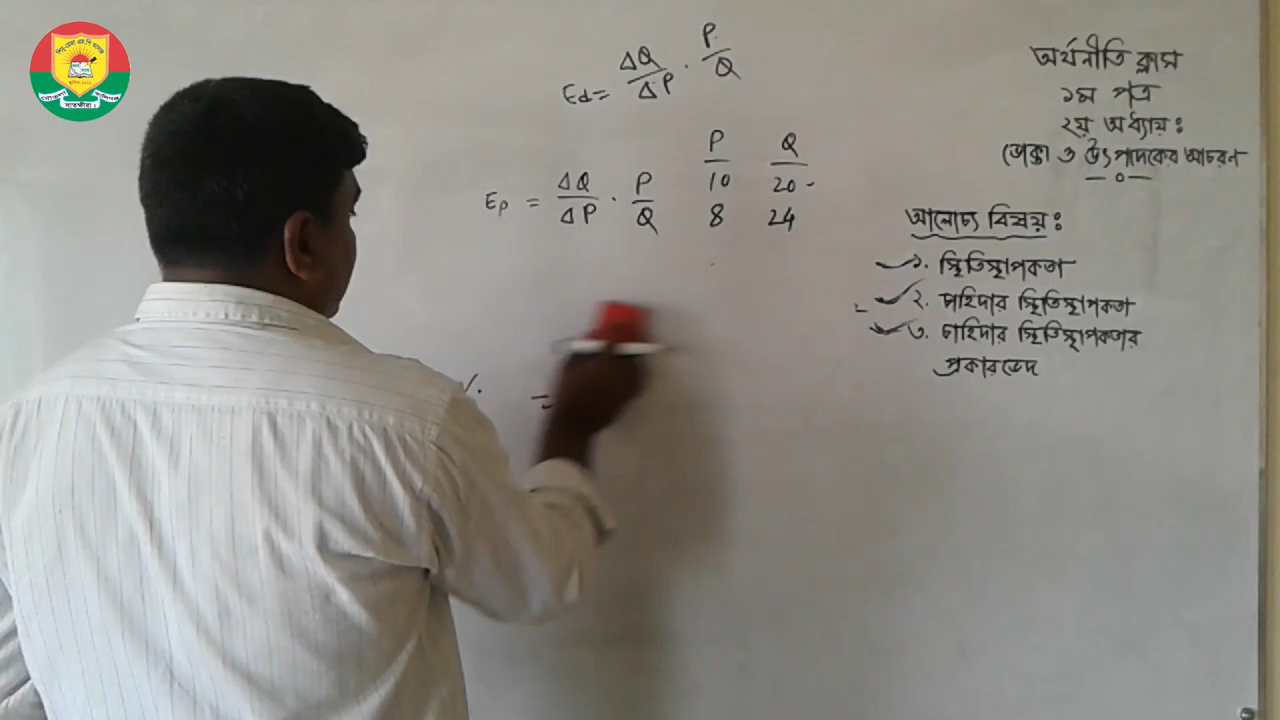 Ed = ΔQ/ΔP . P/Q
P Q
Ep = ΔQ/ΔP . P/Q
10 20
8 24
অর্থনীতি ক্লাস
১ম পত্র
২য় অধ্যায়ঃ
ভোক্তা ও উৎপাদকের আচরণ
আলোচ্য বিষয়ঃ
১. স্থিতিস্থাপকতা
২. চাহিদার স্থিতিস্থাপকতা
৩. চাহিদার স্থিতিস্থাপকতার
প্রকারভেদ
সাতক্ষীরা।